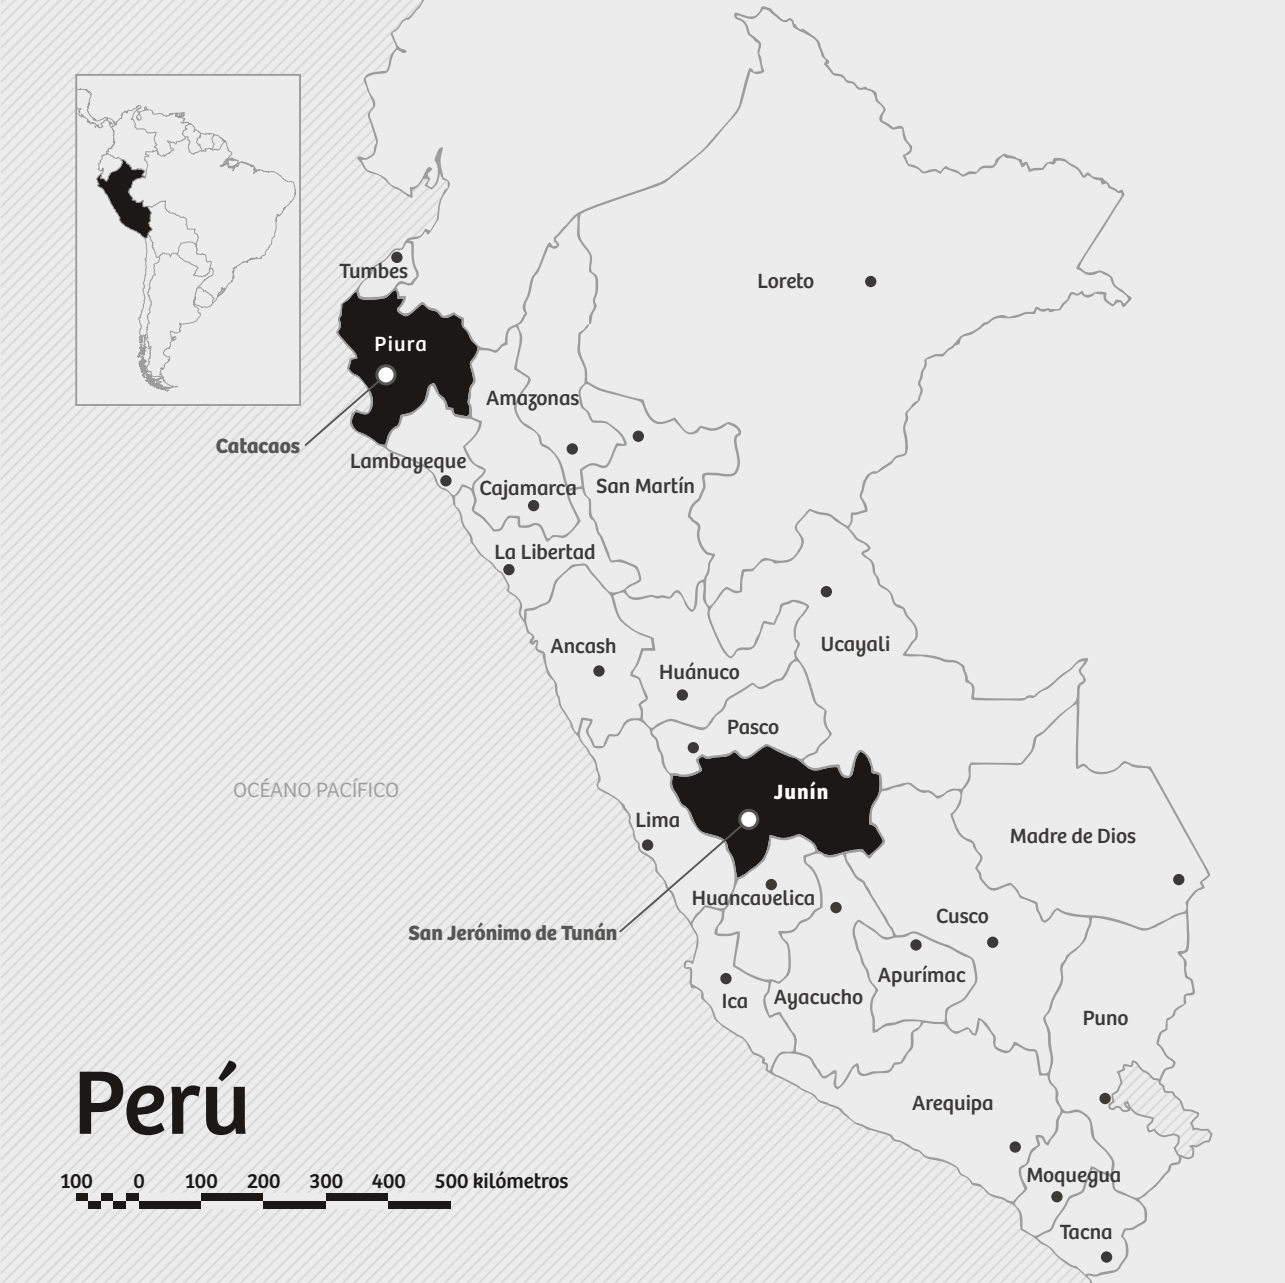 Tumbes
Loreto
Piura
Amazonas
Catacaos
Lambayeque
Cajamarca
San Martín
La Libertad
Ancash
Ucayali
Huánuco
Pasco
OCÉANO PACÍFICO
Junín
Lima
Madre de Dios
Huancavelica
Cusco
San Jerónimo de Tunán
Apurímac
Ica
Ayacucho
Puno
Perú
Arequipa
Moquegua
100 0 100 200 300 400 500 kilómetros
Tacna